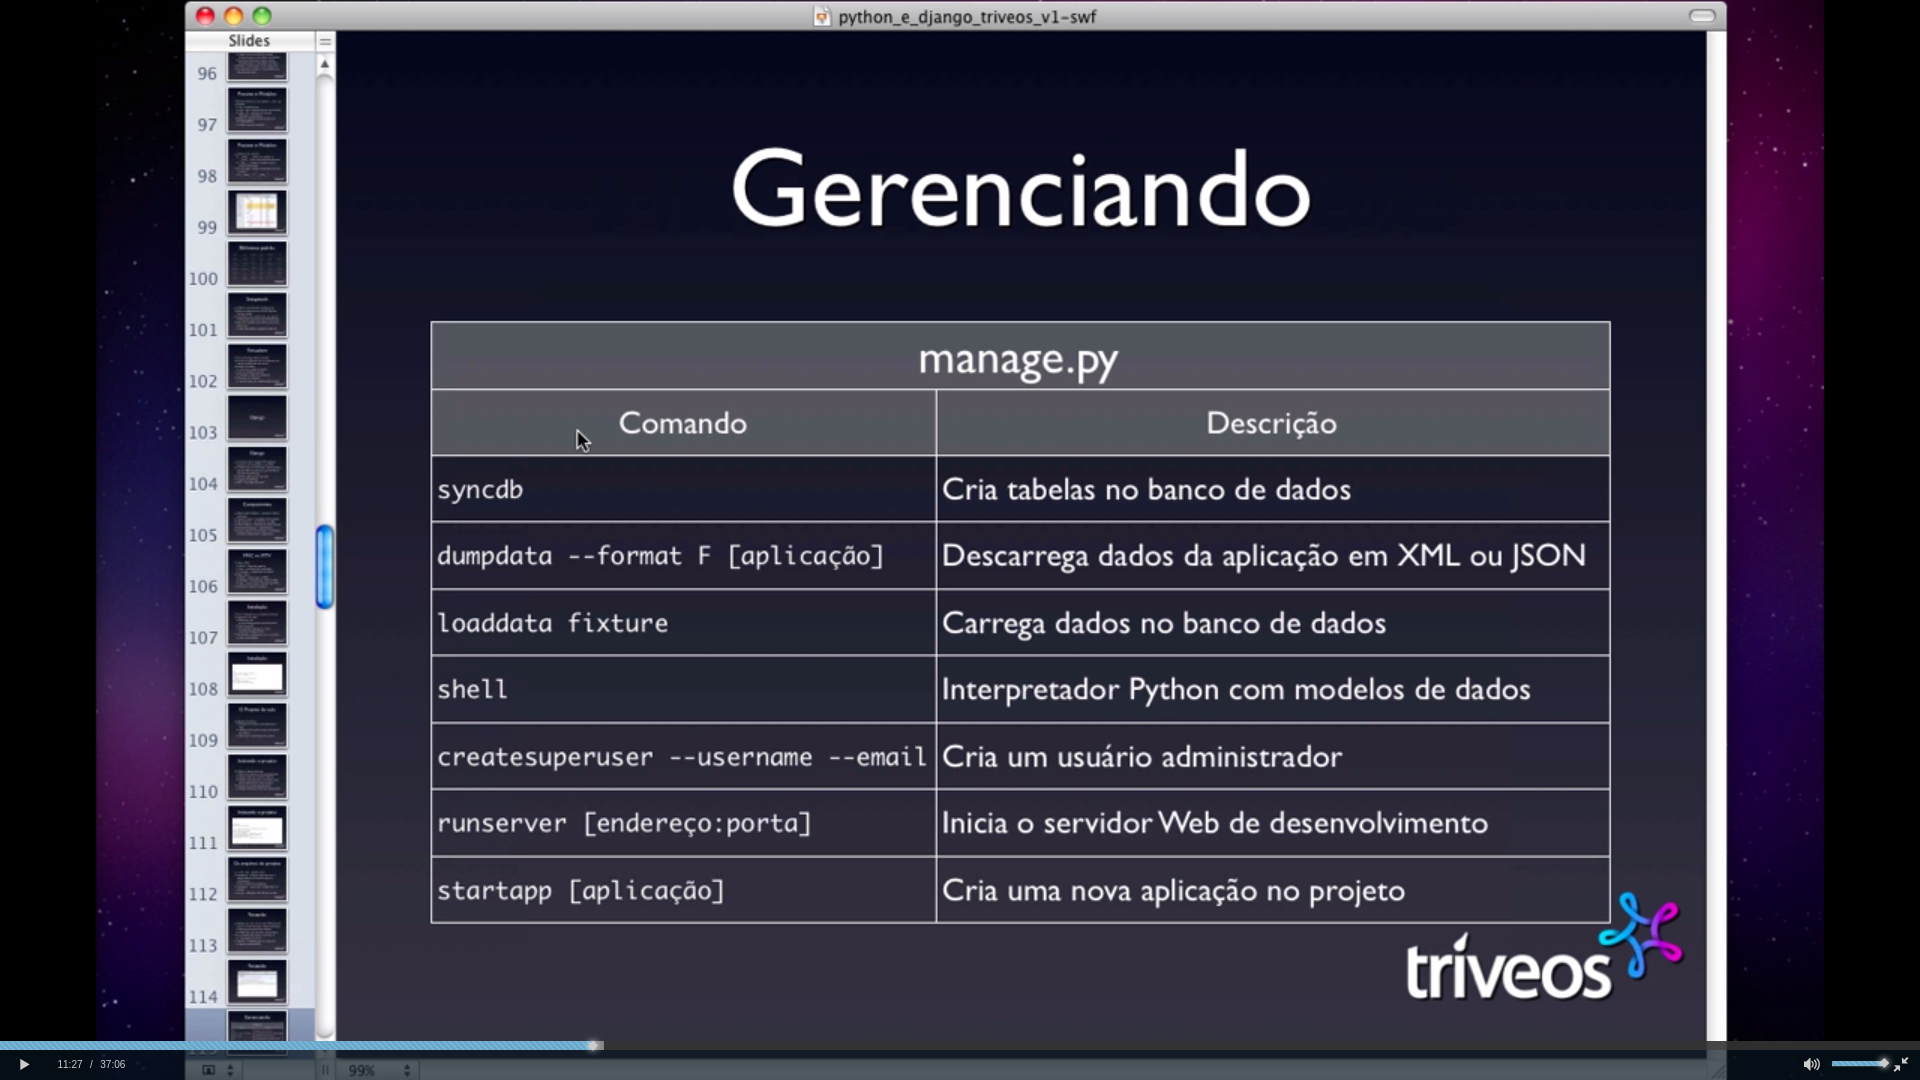 python_e_django_triveos_v1-swf
Slides
96
97
98
99
100
101
102
103
104
105
106
107
108
109
110
111
112
113
114
Gerenciando
manage.py
Comando Descrição
syncdb Cria tabelas no banco de dados
dumpdata --format F [aplicação] Descarrega dados da aplicação em XML ou JSON
loaddata fixture Carrega dados no banco de dados
shell Interpretador Python com modelos de dados
createsuperuser --username --email Cria um usuário administrador
runserver [endereço:porta] Inicia o servidor Web de desenvolvimento
startapp [aplicação] Cria uma nova aplicação no projeto
triveos
11:27 / 37:06
99%